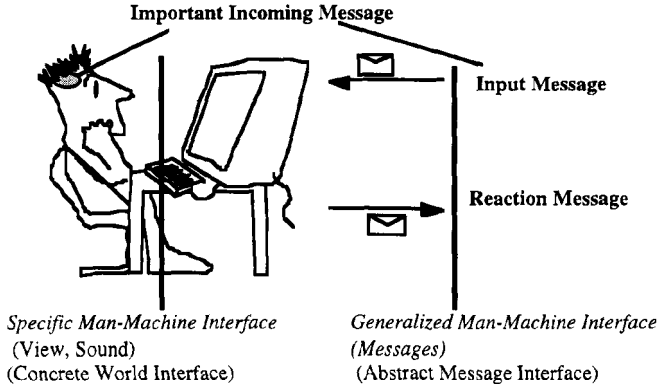 Important Incoming Message
Input Message
Reaction Message
Specific Man-Machine Interface
(View, Sound)
(Concrete World Interface)
Generalized Man-Machine Interface
(Messages)
(Abstract Message Interface)